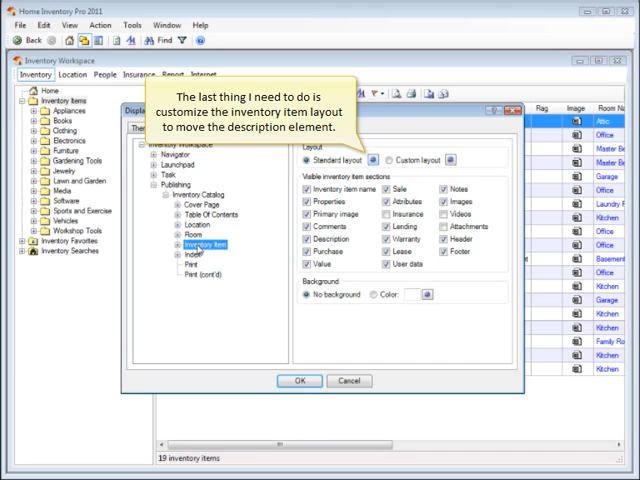 Home Inventory Pro 2011
File Edit View Action Tools Window Help
Back Find
Inventory Workspace
Inventory Location People Insurance Report Internet
Home
Inventory Items
Appliances
Books
Clothing
Electronics
Furniture
Gardening Tools
Jewelry
Lawn and Garden
Media
Software
Sports and Exercise
Vehicles
Workshop Tools
Inventory Favorites
Inventory Searches
The last thing I need to do is
customize the inventory item layout
to move the description element.
Inventory Workspace
Navigator
Launchpad
Task
Publishing
Inventory Catalog
Cover Page
Table Of Contents
Location
Room
Inventory Item
Index
Print
Print (cont'd)
Layout
Standard layout Custom layout
Visible inventory item sections
Inventory item name Sale Notes
Properties Attributes Images
Primary image Insurance Videos
Comments Lending Attachments
Description Warranty Header
Purchase Lease Footer
Value User data
Background
No background Color:
OK Cancel
Flag Image Room Na
Attic
Office
Master Be
Master Be
Garage
Office
Office
Kitchen
Office
Office
Office
Basement
Office
Kitchen
Garage
Kitchen
Kitchen
Family Ro
Kitchen
Kitchen
19 inventory items